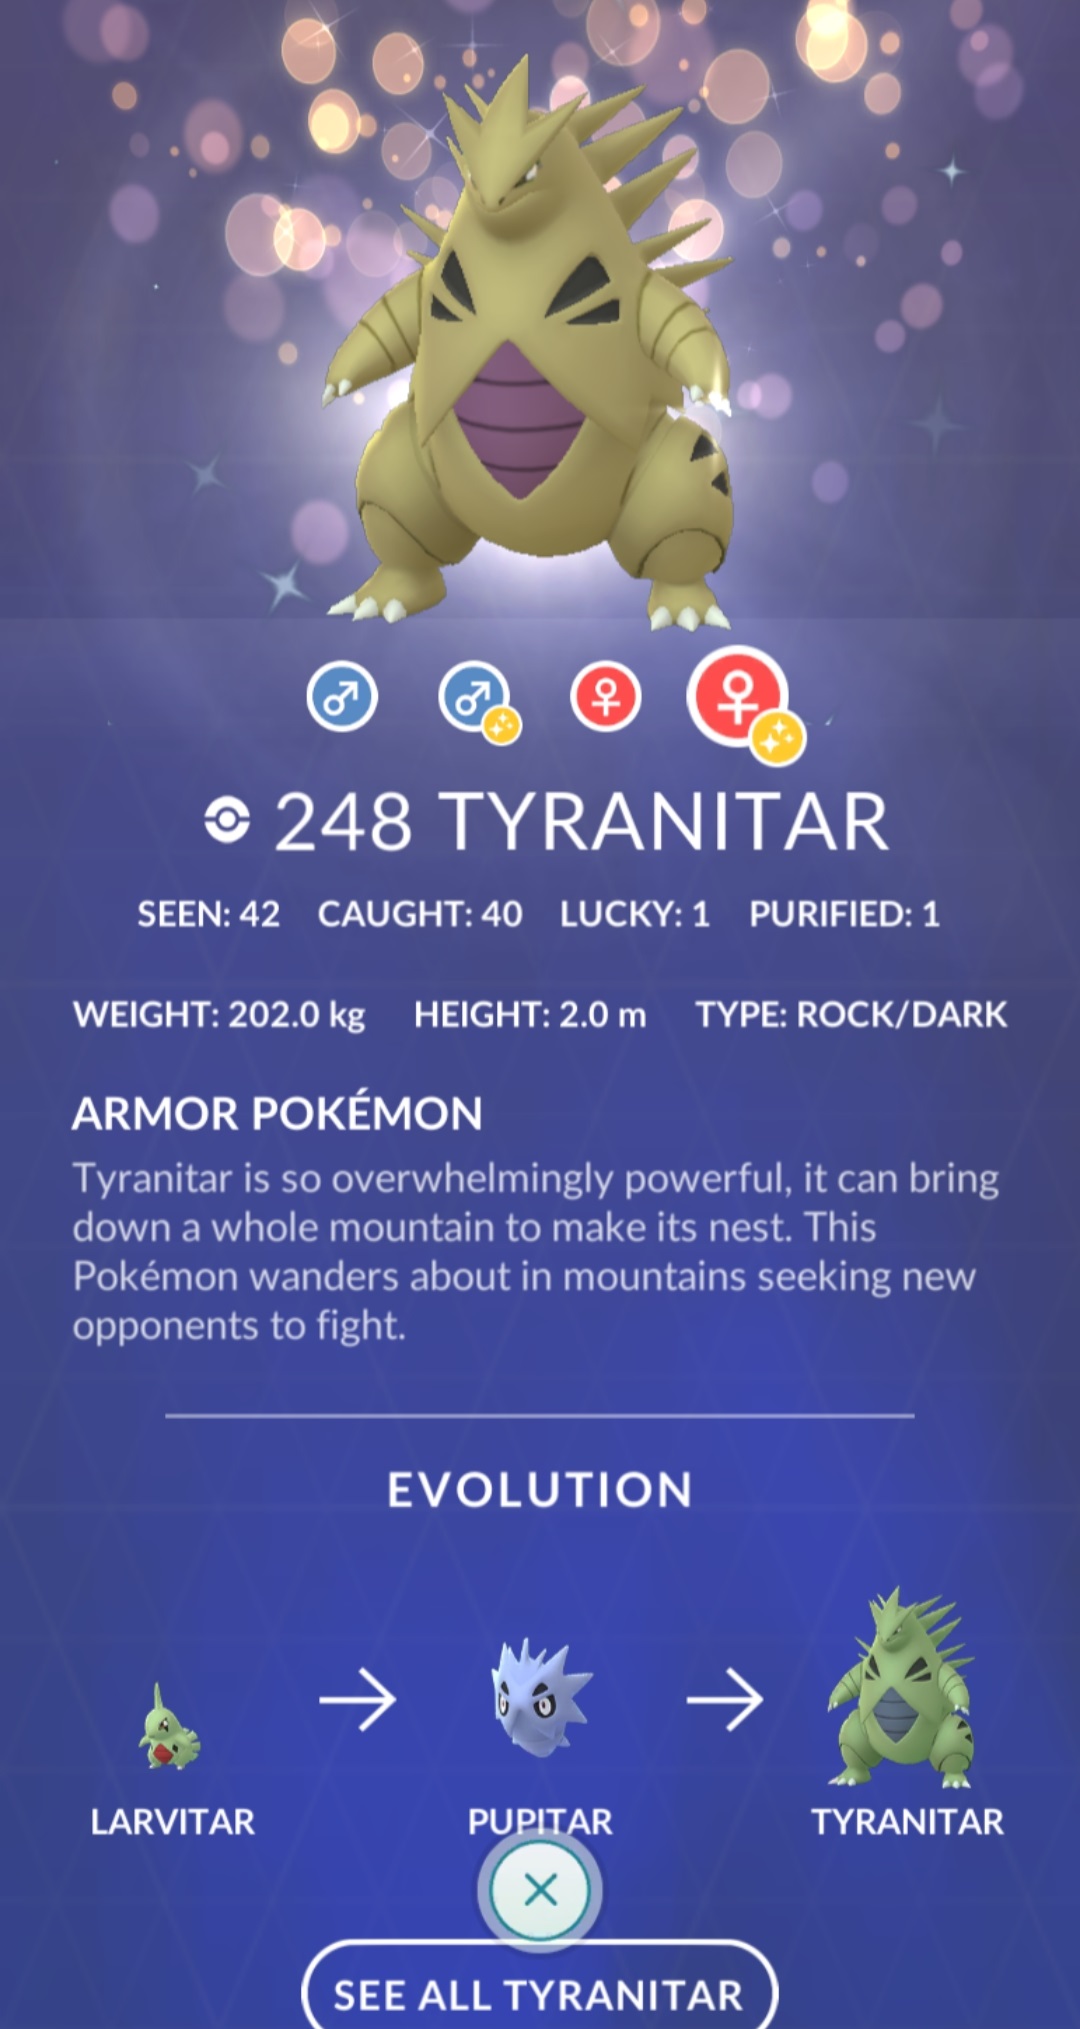 248 TYRANITAR
SEEN: 42 CAUGHT: 40 LUCKY: 1 PURIFIED: 1
WEIGHT: 202.0 kg HEIGHT: 2.0 m TYPE: ROCK/DARK
ARMOR POKÉMON
Tyranitar is so overwhelmingly powerful, it can bring
down a whole mountain to make its nest. This
Pokémon wanders about in mountains seeking new
opponents to fight.
EVOLUTION
LARVITAR PUPITAR TYRANITAR
SEE ALL TYRANITAR